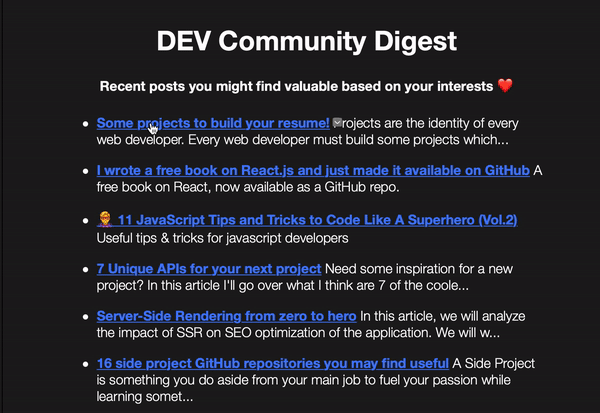 DEV Community Digest
Recent posts you might find valuable based on your interests ❤️
Some projects to build your resume! Projects are the identity of every
web developer. Every web developer must build some projects which...
I wrote a free book on React.js and just made it available on GitHub A
free book on React, now available as a GitHub repo.
🦸 11 JavaScript Tips and Tricks to Code Like A Superhero (Vol.2)
Useful tips & tricks for javascript developers
7 Unique APIs for your next project Need some inspiration for a new
project? In this article I'll go over what I think are 7 of the coole...
Server-Side Rendering from zero to hero In this article, we will analyze
the impact of SSR on SEO optimization of the application. We will w...
16 side project GitHub repositories you may find useful A Side Project
is something you do aside from your main job to fuel your passion while
learning somet...